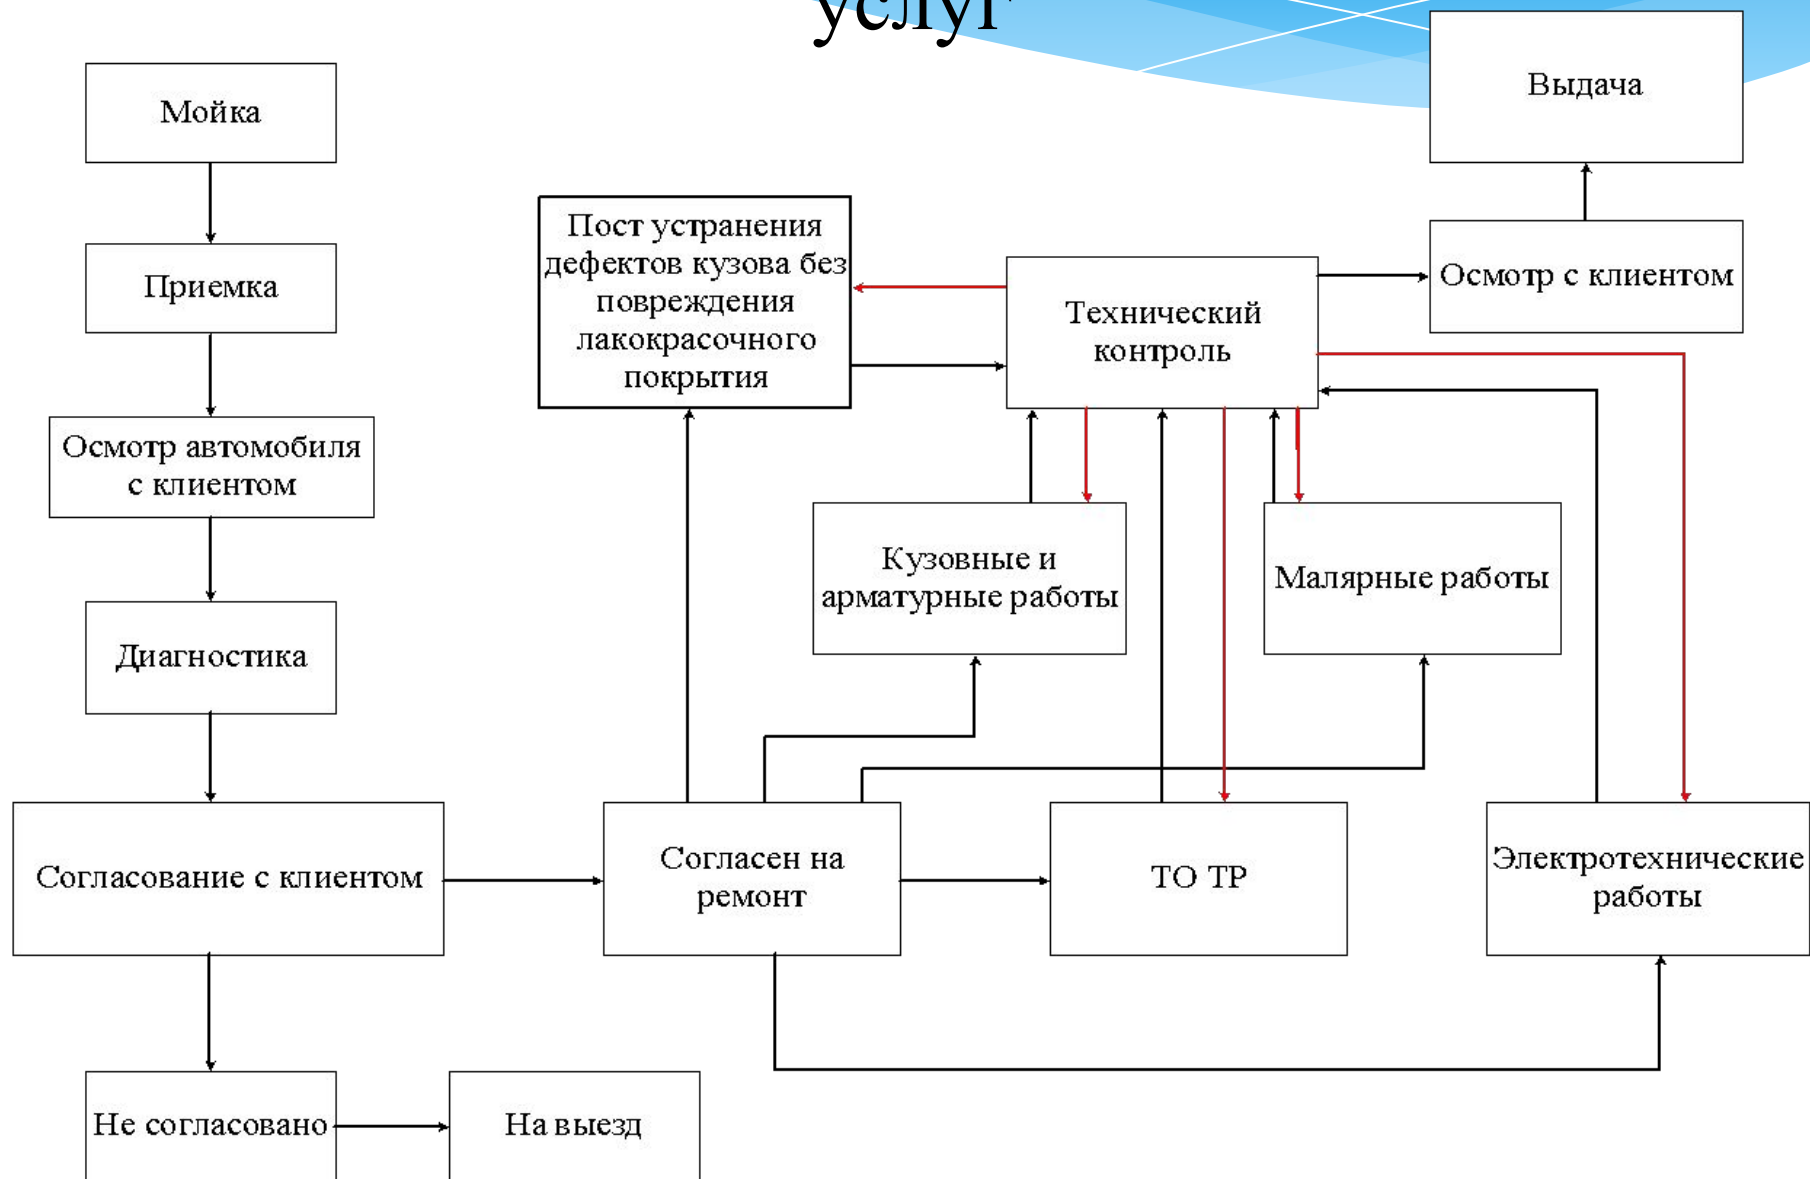 услуг
Выдача
Мойка
Пост устранения
дефектов кузова без
повреждения
лакокрасочного
покрытия
Осмотр с клиентом
Приемка
Технический
контроль
Осмотр автомобиля
с клиентом
Кузовные и
арматурные работы
Малярные работы
Диагностика
Согласование с клиентом
Согласен на
ремонт
ТО ТР
Электротехнические
работы
Не согласовано
На выезд